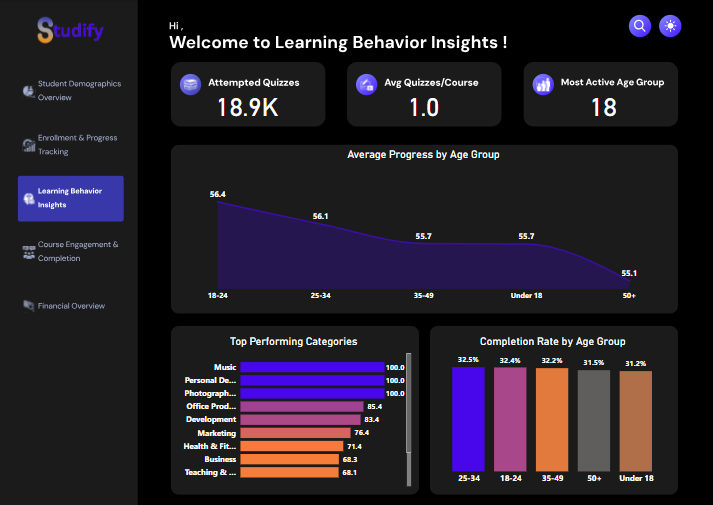 Studify
Hi ,
Welcome to Learning Behavior Insights !
Student Demographics
Overview
Enrollment & Progress
Tracking
Learning Behavior
Insights
Course Engagement &
Completion
Financial Overview
Attempted Quizzes
18.9K
Avg Quizzes/Course
1.0
Most Active Age Group
18
Average Progress by Age Group
56.4
56.1
55.7
55.7
55.1
18-24
25-34
35-49
Under 18
50+
Top Performing Categories
Music 100.0
Personal De... 100.0
Photograph... 100.0
Office Prod... 85.4
Development 83.4
Marketing 76.4
Health & Fit... 71.4
Business 68.3
Teaching & ... 68.1
Completion Rate by Age Group
32.5%
32.4%
32.2%
31.5%
31.2%
25-34
18-24
35-49
50+
Under 18